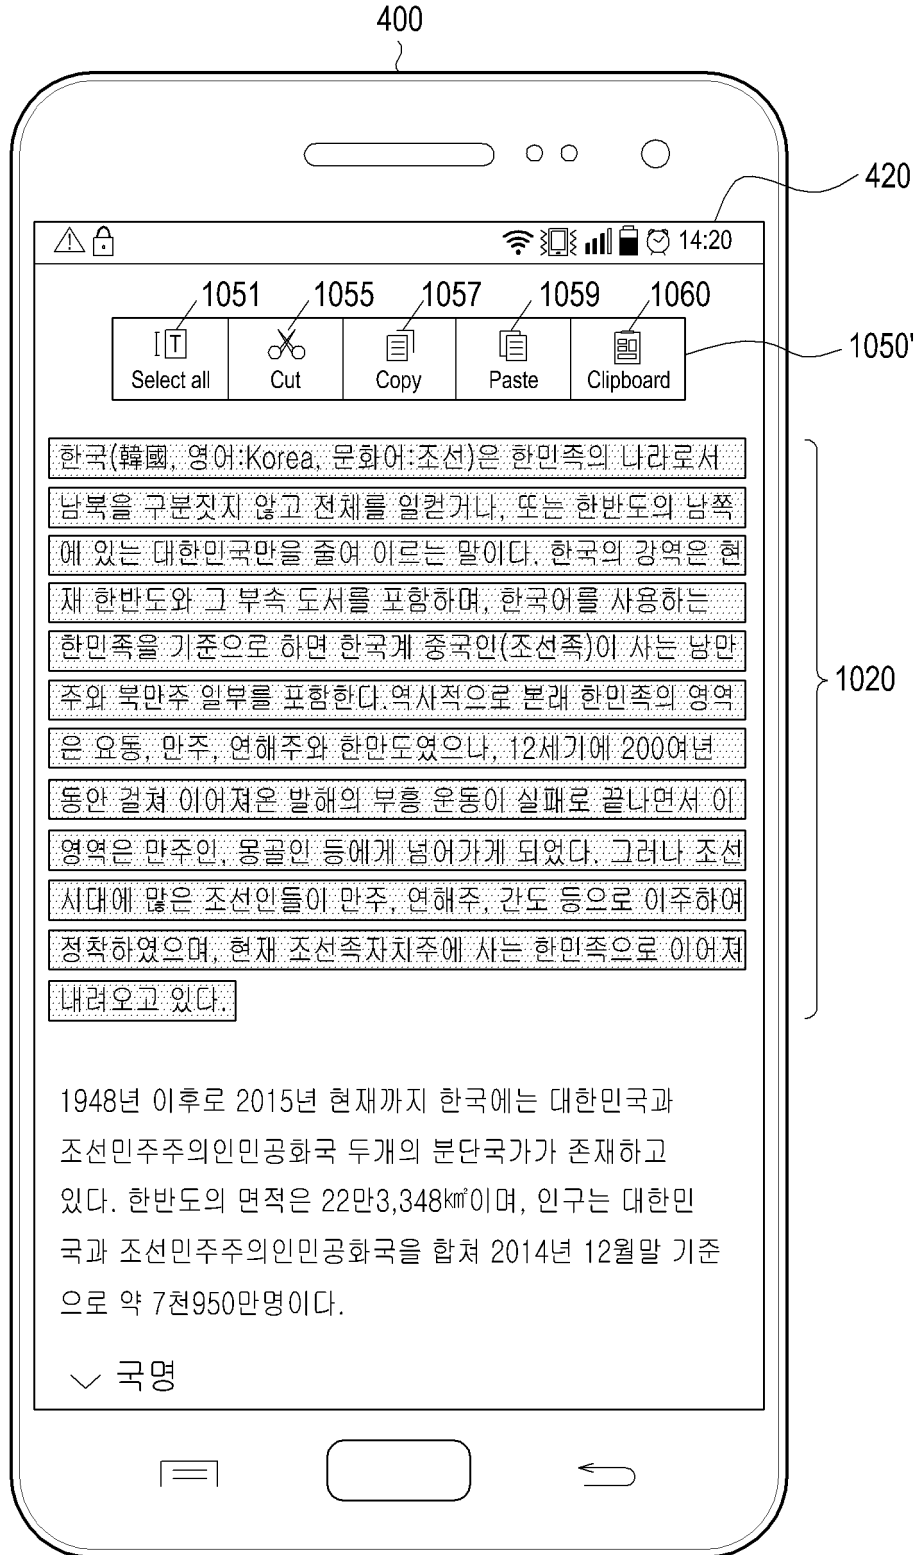 400
420
14:20
1051 1055 1057 1059 1060
Select all Cut Copy Paste Clipboard
1050'
한국(韓國, 영어:Korea, 문화어:조선)은 한민족의 나라로서
남북을 구분짓지 않고 전체를 일컫거나, 또는 한반도의 남쪽
에 있는 대한민국만을 줄여 이르는 말이다. 한국의 강역은 현
재 한반도와 그 부속 도서를 포함하며, 한국어를 사용하는
한민족을 기준으로 하면 한국계 중국인(조선족)이 사는 남만
주와 북만주 일부를 포함한다.역사적으로 본래 한민족의 영역
은 요동, 만주, 연해주와 한만도였으나, 12세기에 200여년
동안 걸쳐 이어져온 발해의 부흥 운동이 실패로 끝나면서 이
영역은 만주인, 몽골인 등에게 넘어가게 되었다. 그러나 조선
시대에 많은 조선인들이 만주, 연해주, 간도 등으로 이주하여
정착하였으며, 현재 조선족자치주에 사는 한민족으로 이어져
내려오고 있다.
1020
1948년 이후로 2015년 현재까지 한국에는 대한민국과
조선민주주의인민공화국 두개의 분단국가가 존재하고
있다. 한반도의 면적은 22만3,348㎢이며, 인구는 대한민
국과 조선민주주의인민공화국을 합쳐 2014년 12월말 기준
으로 약 7천950만명이다.
국명